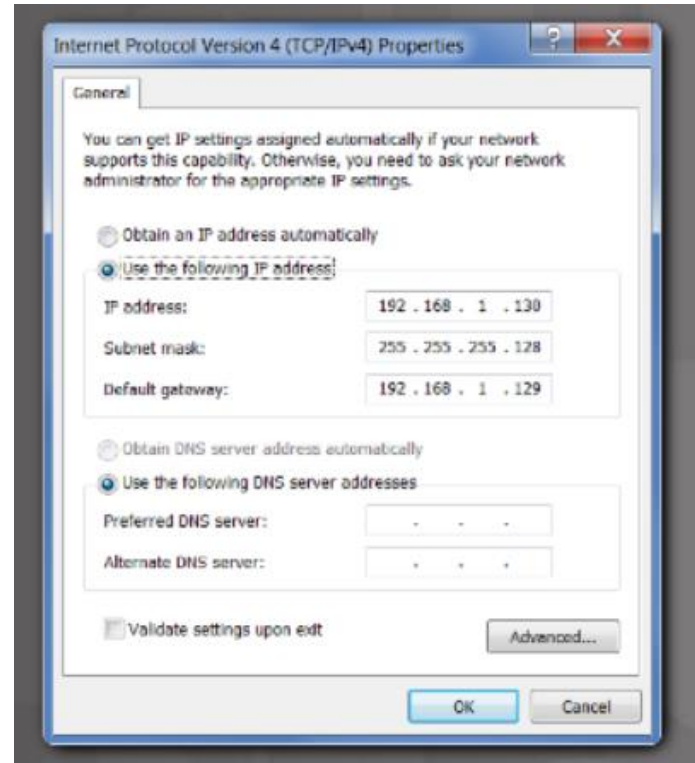 Internet Protocol Version 4 (TCP/IPv4) Properties
General
You can get IP settings assigned automatically if your network
supports this capability. Otherwise, you need to ask your network
administrator for the appropriate IP settings.
Obtain an IP address automatically
Use the following IP address:
IP address: 192 . 168 . 1 . 130
Subnet mask: 255 . 255 . 255 . 128
Default gateway: 192 . 168 . 1 . 129
Obtain DNS server address automatically
Use the following DNS server addresses
Preferred DNS server: . . .
Alternate DNS server: . . .
Validate settings upon exit
Advanced...
OK Cancel